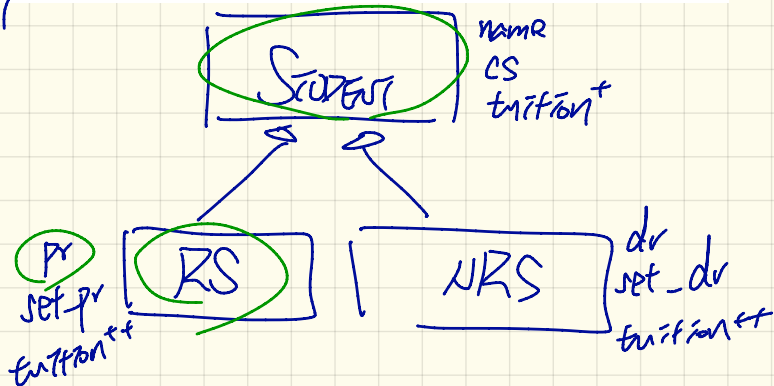 STUDENT
name
cs
tuition+
pr
set_pr
tuition++
RS
NRS
dr
set_dr
tuition++